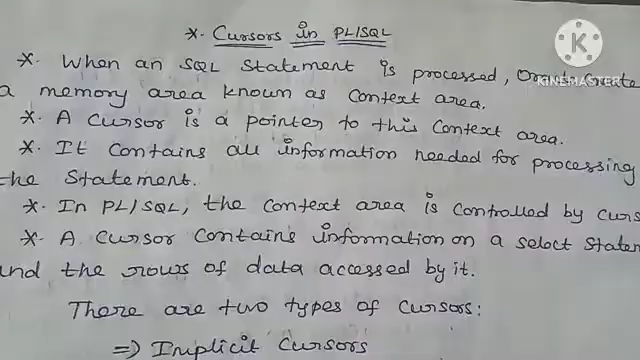 * Cursors in PL/SQL
* When an SQL Statement is processed,
KINEMASTER
a memory area known as Context area.
* A Cursor is a pointer to this Context area.
* It Contains all information needed for processing
the Statement.
* In PL/SQL, the Context area is Controlled by Curs
* A Cursor Contains information on a select Statem
and the rows of data accessed by it.
There are two types of Cursors:
=> Implicit Cursors